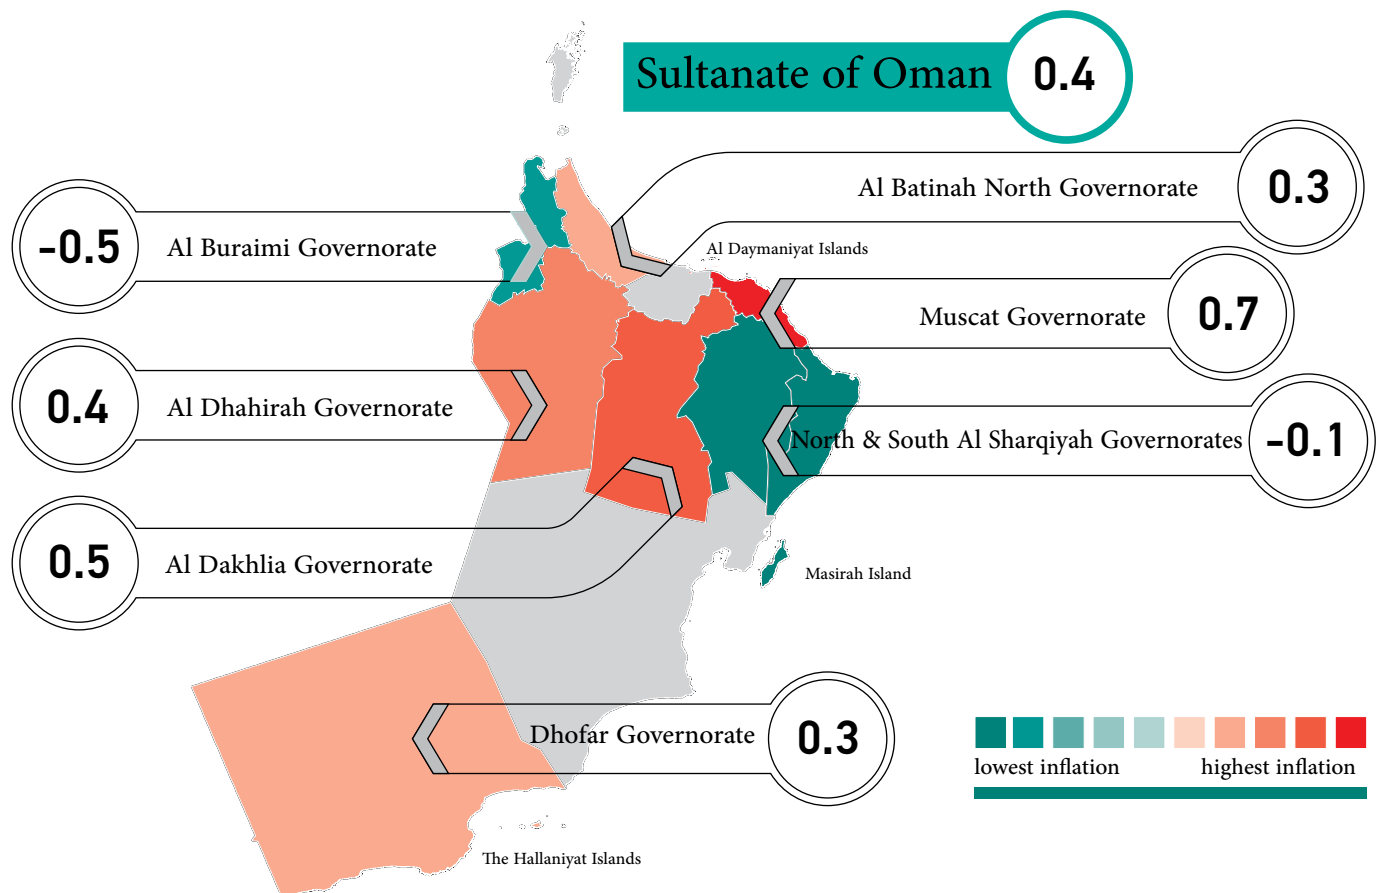 Sultanate of Oman 0.4
Al Batinah North Governorate 0.3
-0.5 Al Buraimi Governorate
Al Daymaniyat Islands
Muscat Governorate 0.7
0.4 Al Dhahirah Governorate
North & South Al Sharqiyah Governorates -0.1
0.5 Al Dakhlia Governorate
Masirah Island
Dhofar Governorate 0.3
lowest inflation highest inflation
The Hallaniyat Islands